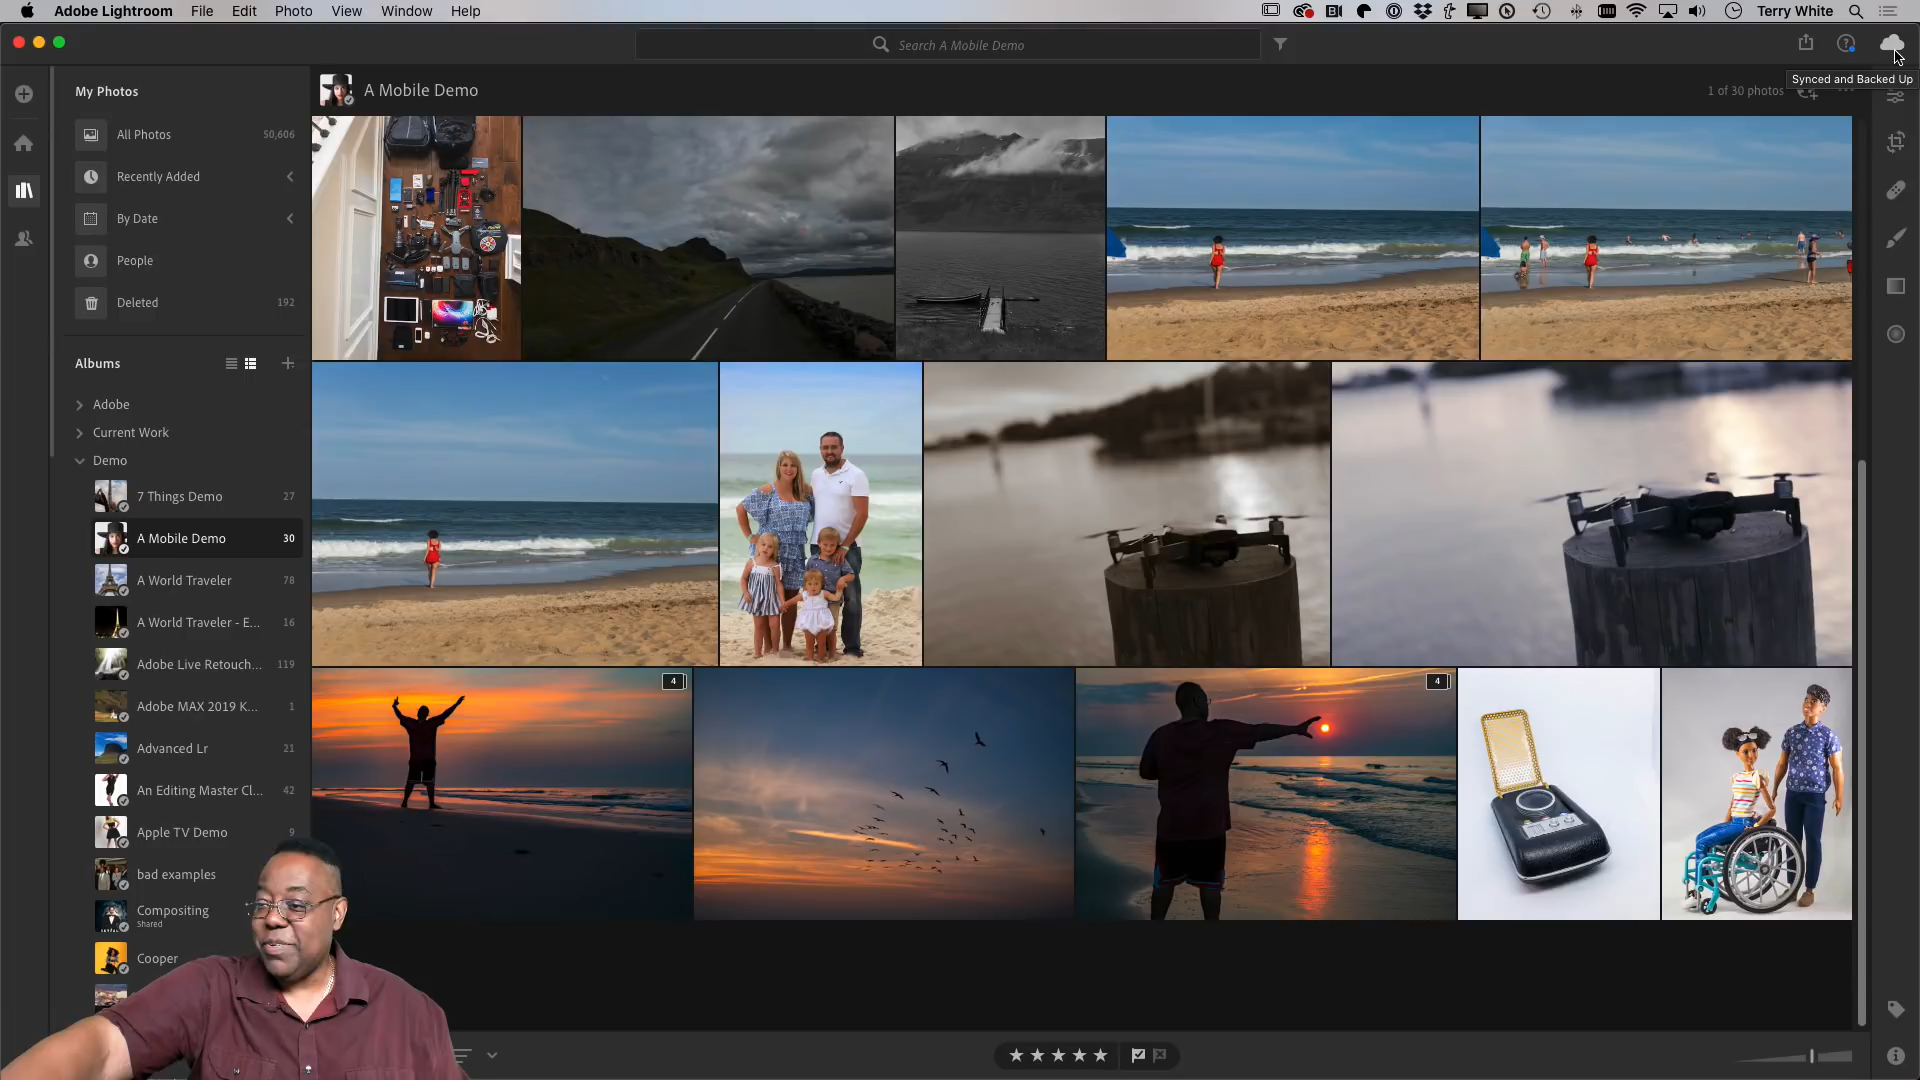 Adobe Lightroom File Edit Photo View Window Help
Terry White
Search A Mobile Demo
Synced and Backed Up
My Photos
A Mobile Demo
1 of 30 photos
All Photos 50,606
Recently Added
By Date
People
Deleted 192
Albums
Adobe
Current Work
Demo
7 Things Demo 27
A Mobile Demo 30
A World Traveler 78
A World Traveler - E... 16
Adobe Live Retouch... 119
Adobe MAX 2019 K... 1
Advanced Lr 21
An Editing Master Cl... 42
Apple TV Demo 9
bad examples
Compositing
Shared
Cooper
4
4